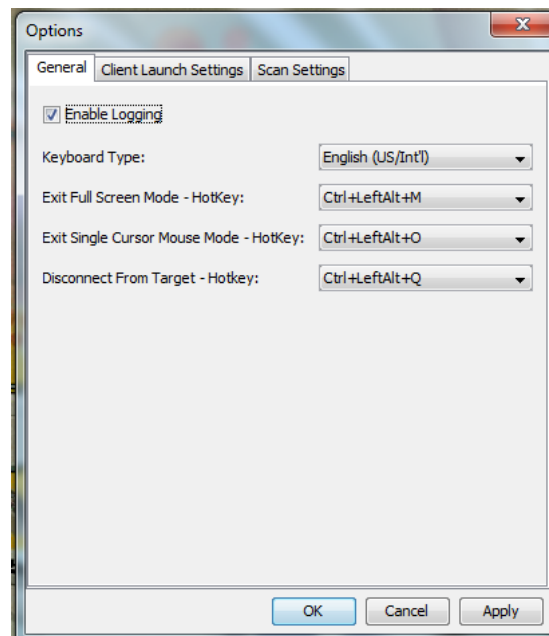 Options
General Client Launch Settings Scan Settings
Enable Logging
Keyboard Type: English (US/Int'l)
Exit Full Screen Mode - HotKey: Ctrl+LeftAlt+M
Exit Single Cursor Mouse Mode - HotKey: Ctrl+LeftAlt+O
Disconnect From Target - Hotkey: Ctrl+LeftAlt+Q
OK Cancel Apply